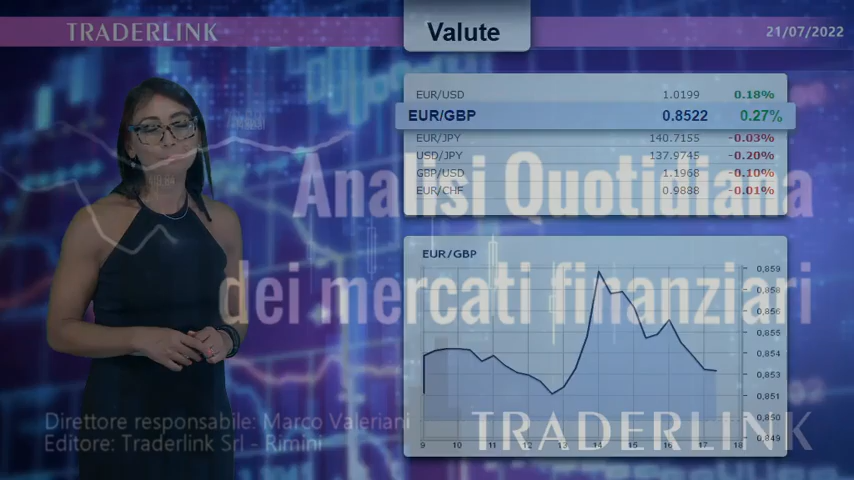 TRADERLINK
Valute
21/07/2022
EUR/USD 1.0199 0.18%
EUR/GBP 0.8522 0.27%
EUR/JPY 140.7155 -0.03%
USD/JPY 137.9745 -0.20%
GBP/USD 1.1968 -0.10%
EUR/CHF 0.9888 -0.01%
Analisi Quotidiana
dei mercati finanziari
EUR/GBP
0,859
0,858
0,856
0,855
0,854
0,853
0,851
0,850
0,849
9 10 11 12 13 14 15 16 17 18
Direttore responsabile: Marco Valeriani
Editore: Traderlink Srl - Rimini
TRADERLINK